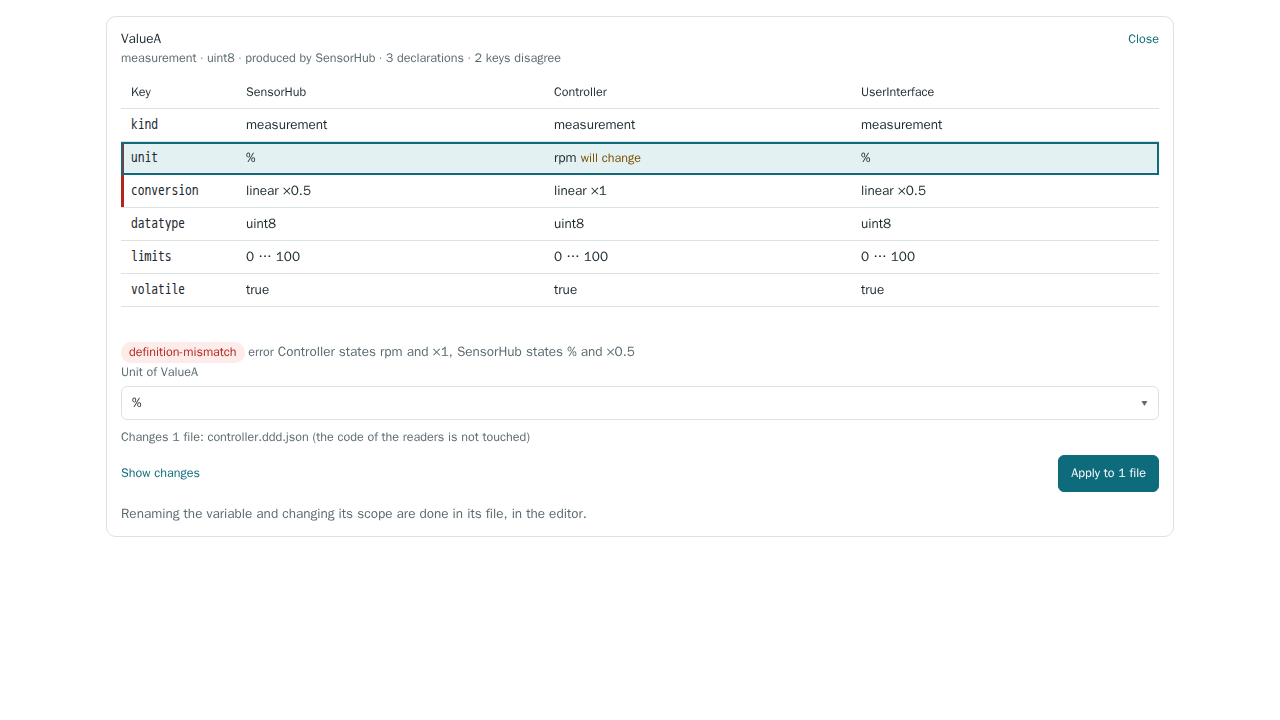 ValueA
Close
measurement · uint8 · produced by SensorHub · 3 declarations · 2 keys disagree
Key SensorHub Controller UserInterface
kind measurement measurement measurement
unit % rpm will change %
conversion linear ×0.5 linear ×1 linear ×0.5
datatype uint8 uint8 uint8
limits 0 ··· 100 0 ··· 100 0 ··· 100
volatile true true true
definition-mismatch error Controller states rpm and ×1, SensorHub states % and ×0.5
Unit of ValueA
%
Changes 1 file: controller.ddd.json (the code of the readers is not touched)
Show changes
Apply to 1 file
Renaming the variable and changing its scope are done in its file, in the editor.